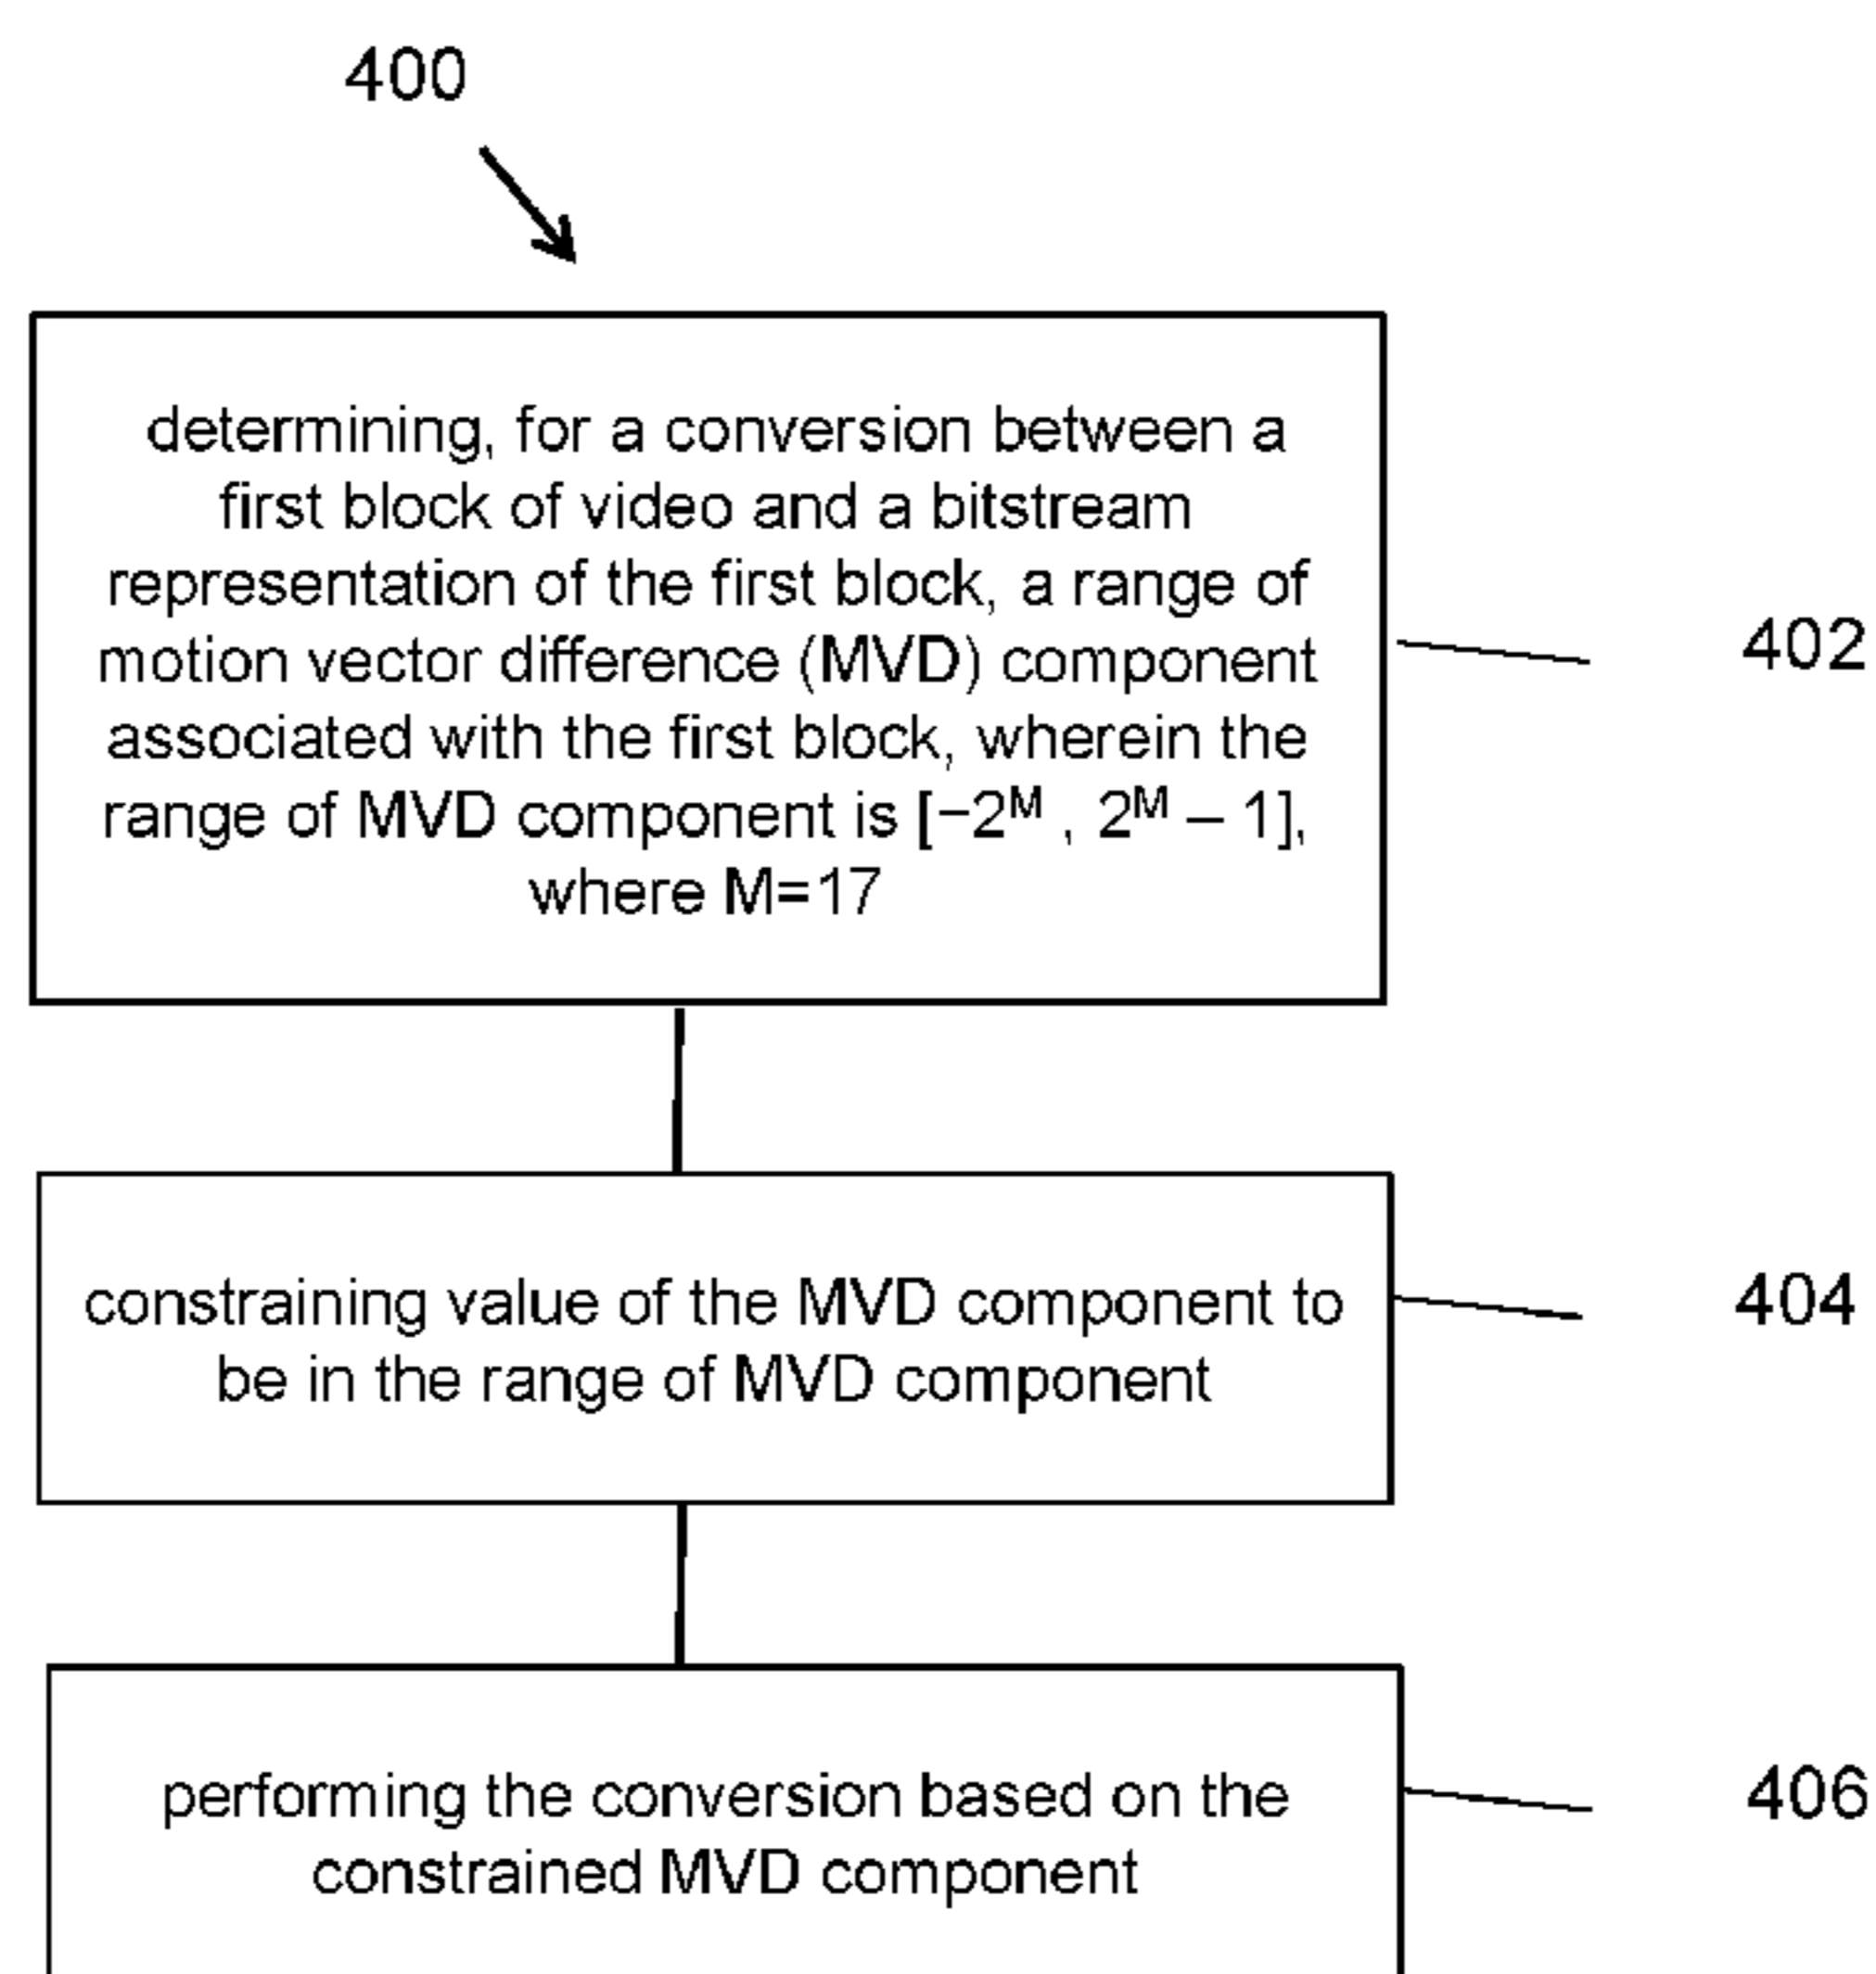 400
determining, for a conversion between a
first block of video and a bitstream
representation of the first block, a range of
motion vector difference (MVD) component
associated with the first block, wherein the
range of MVD component is [−2ᴹ , 2ᴹ – 1],
where M=17
402
constraining value of the MVD component to
be in the range of MVD component
404
performing the conversion based on the
constrained MVD component
406